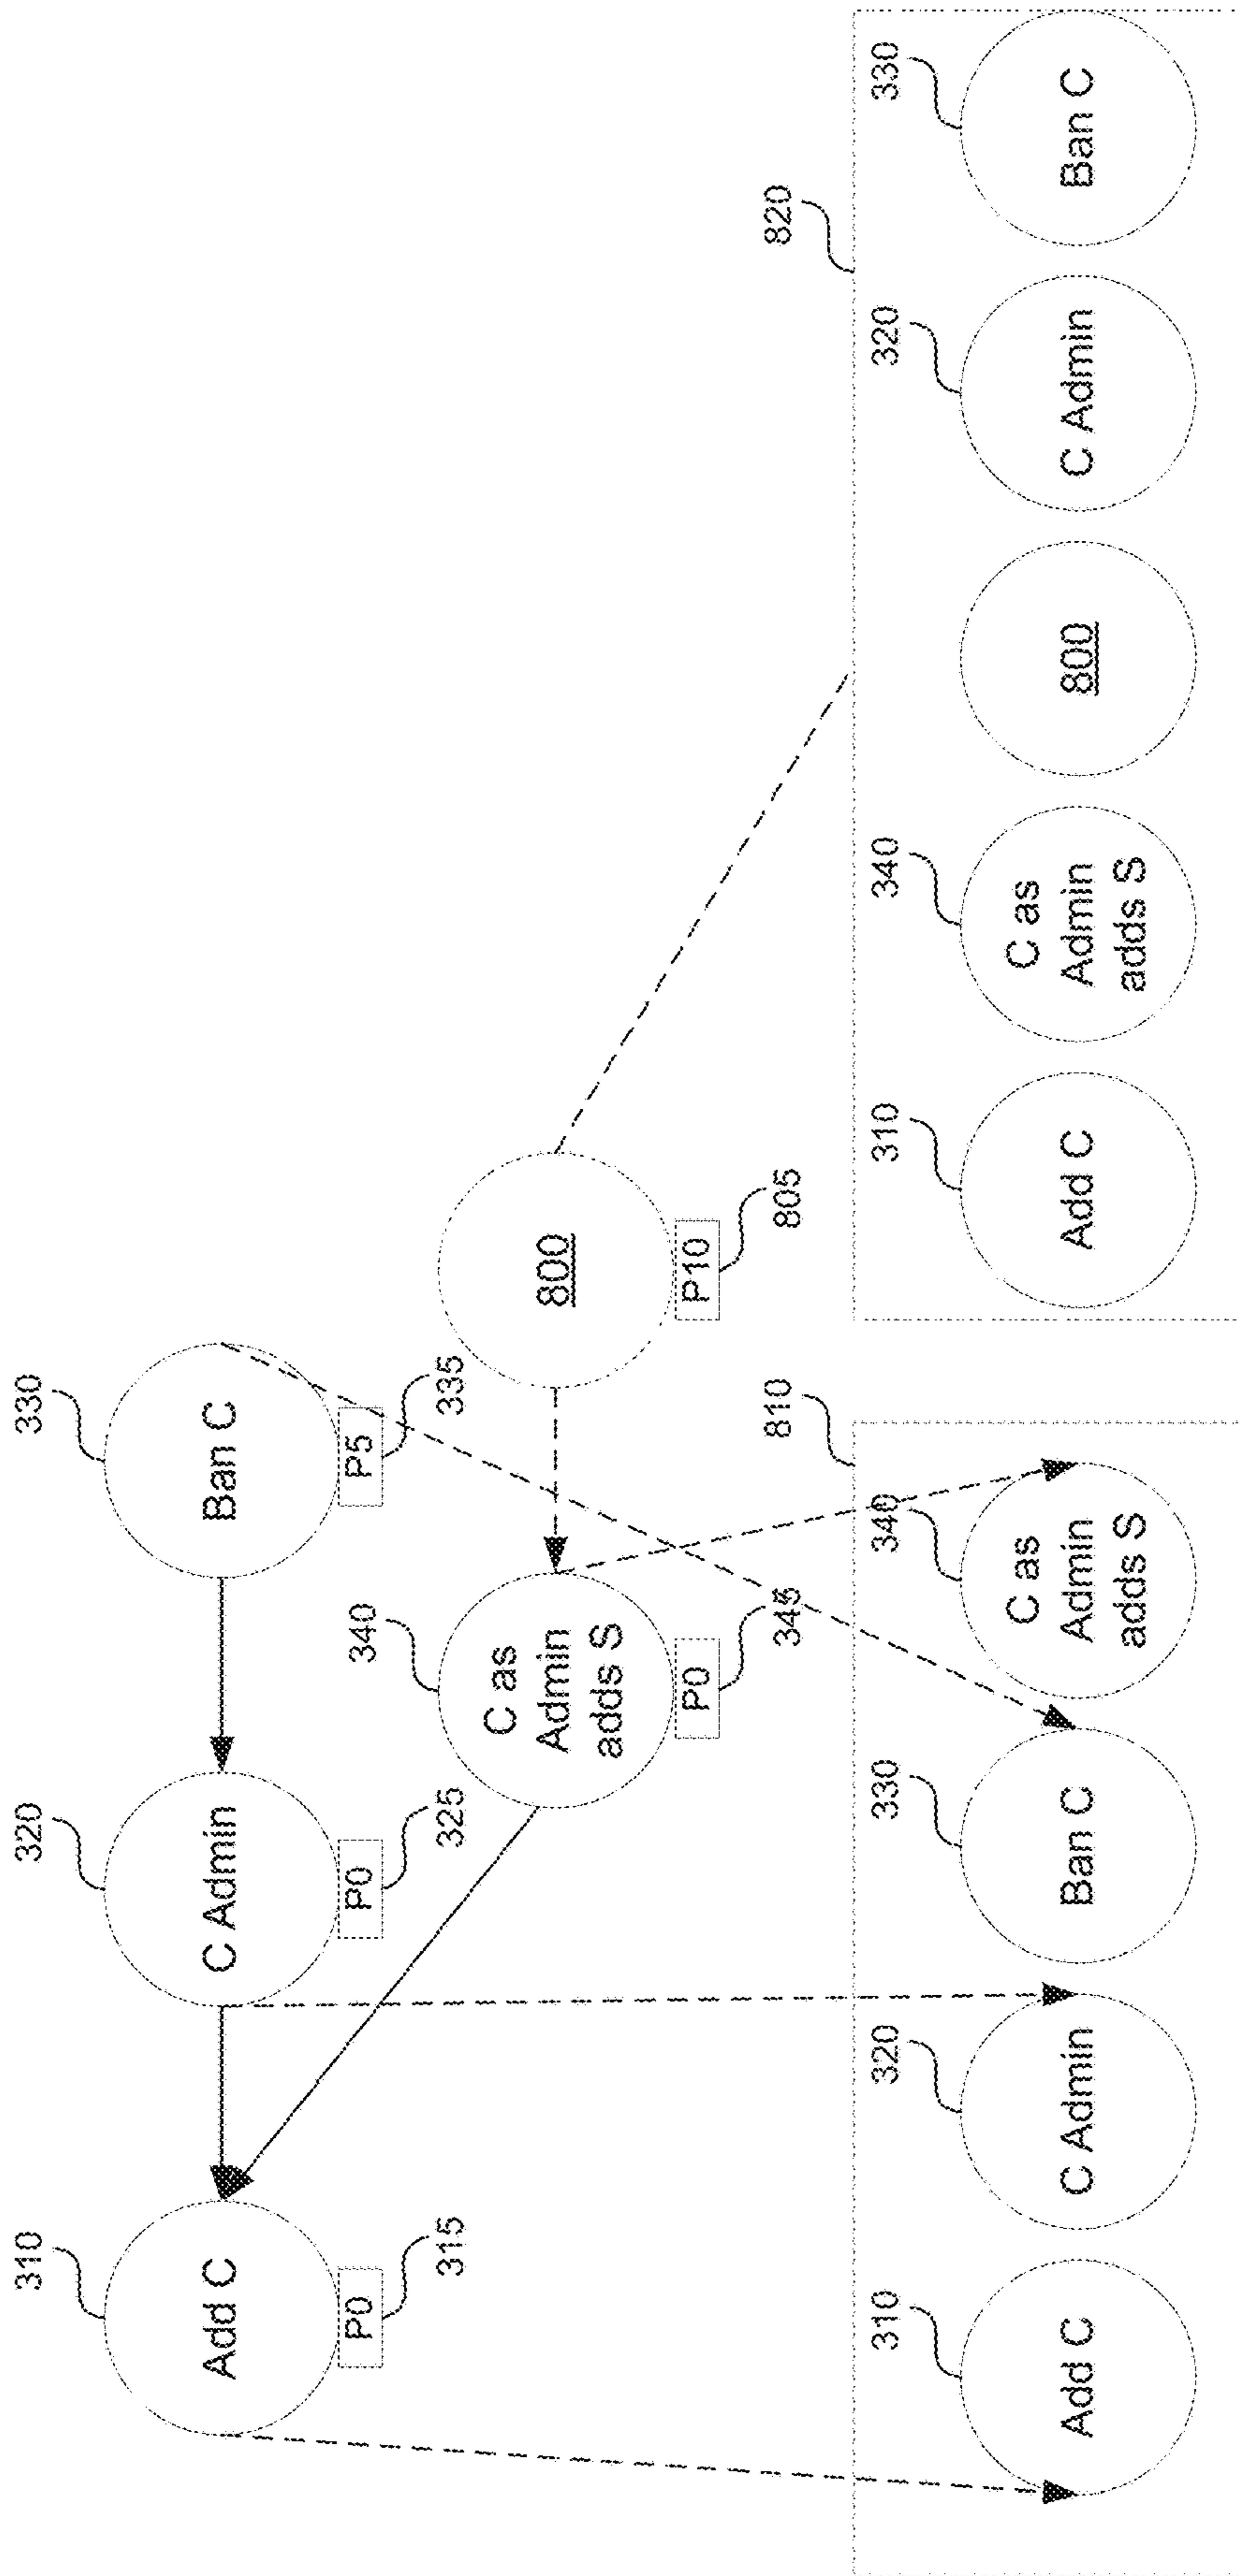 310
Add C
P0
315
320
C Admin
P0
325
330
Ban C
P5
335
340
C as
Admin
adds S
P0
345
800
P10
805
810
310
Add C
320
C Admin
330
Ban C
340
C as
Admin
adds S
820
310
Add C
340
C as
Admin
adds S
800
320
C Admin
330
Ban C